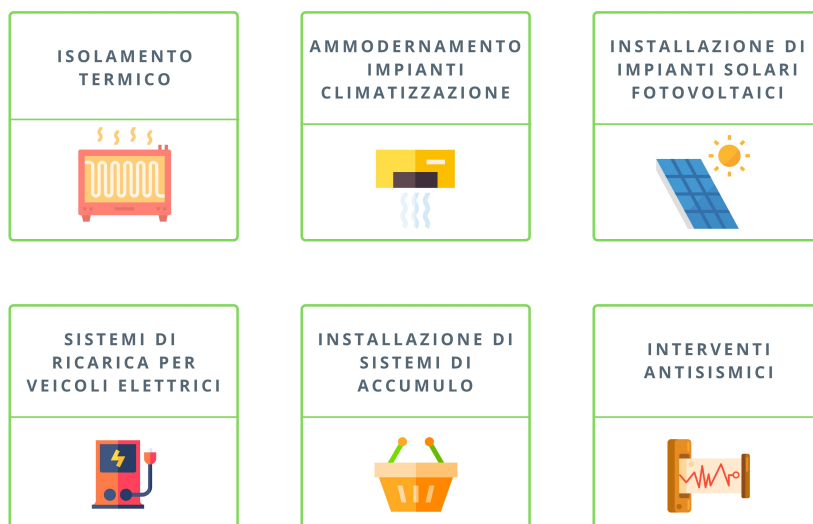 ISOLAMENTO
TERMICO
AMMODERNAMENTO
IMPIANTI
CLIMATIZZAZIONE
INSTALLAZIONE DI
IMPIANTI SOLARI
FOTOVOLTAICI
SISTEMI DI
RICARICA PER
VEICOLI ELETTRICI
INSTALLAZIONE DI
SISTEMI DI
ACCUMULO
INTERVENTI
ANTISISMICI